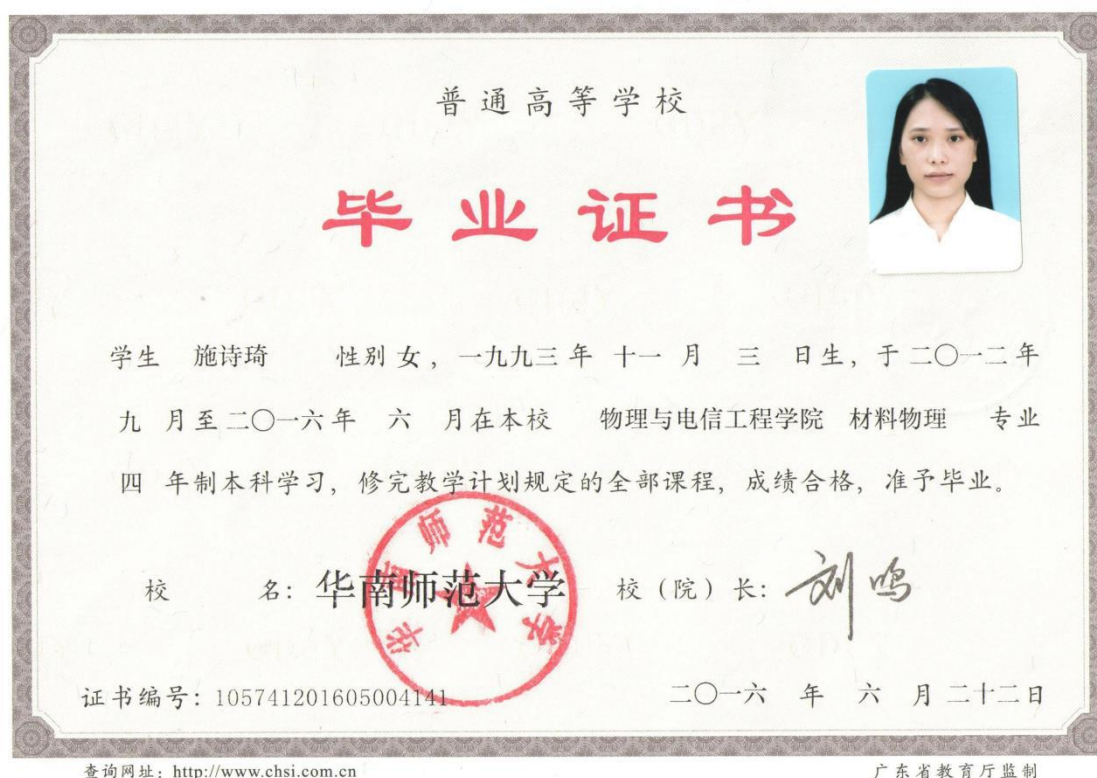 普通高等学校
毕业证书
学生 施诗琦 性别 女，一九九三 年 十一 月 三 日生，于 二〇一二 年
九 月至 二〇一六 年 六 月在本校 物理与电信工程学院 材料物理 专业
四 年制本科学习，修完教学计划规定的全部课程，成绩合格，准予毕业。
校 名：华南师范大学 校（院）长：刘鸣
华南师范大学
证书编号：105741201605004141 二〇一六 年 六 月 二十二日
查询网址：http://www.chsi.com.cn 广东省教育厅监制